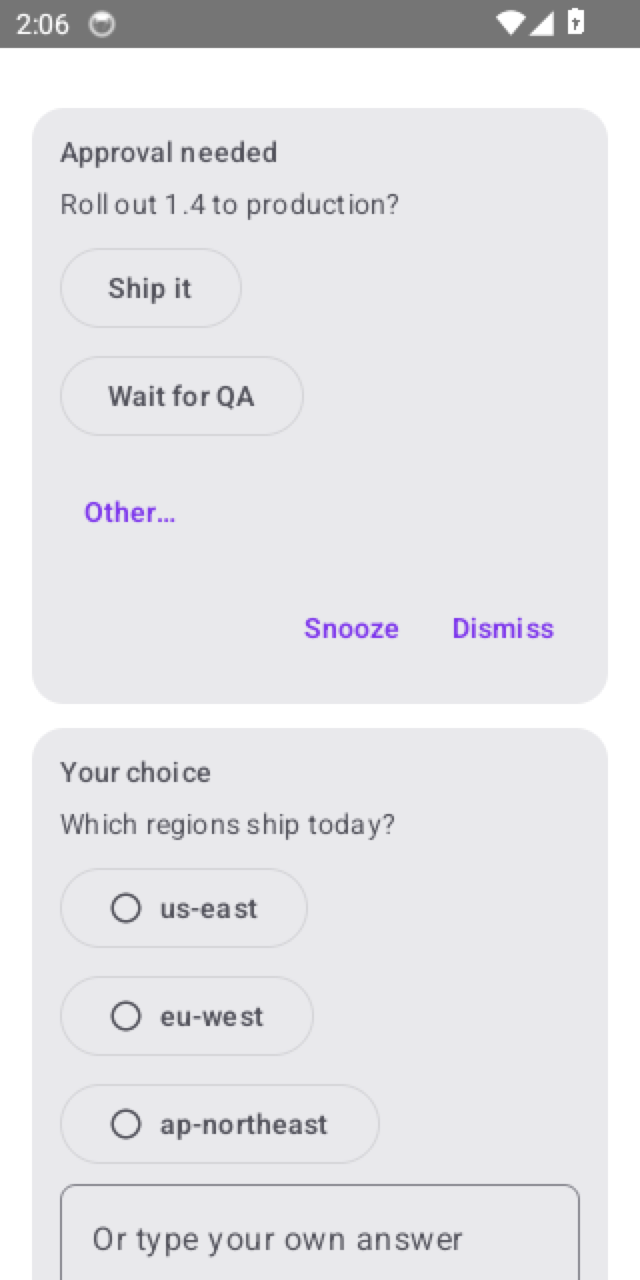 2:06
Approval needed
Roll out 1.4 to production?
Ship it
Wait for QA
Other…
Snooze Dismiss
Your choice
Which regions ship today?
us-east
eu-west
ap-northeast
Or type your own answer